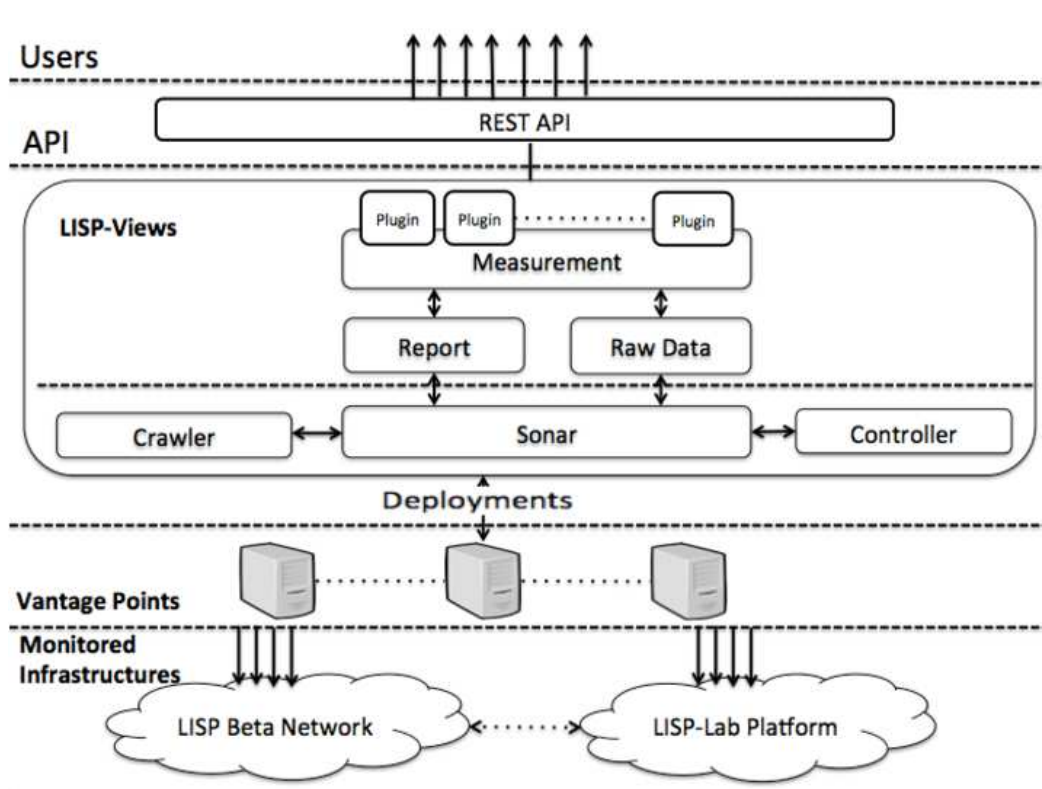 Users
REST API
API
LISP-Views
Plugin Plugin Plugin
Measurement
Report Raw Data
Crawler Sonar Controller
Deployments
Vantage Points
Monitored
Infrastructures
LISP Beta Network LISP-Lab Platform